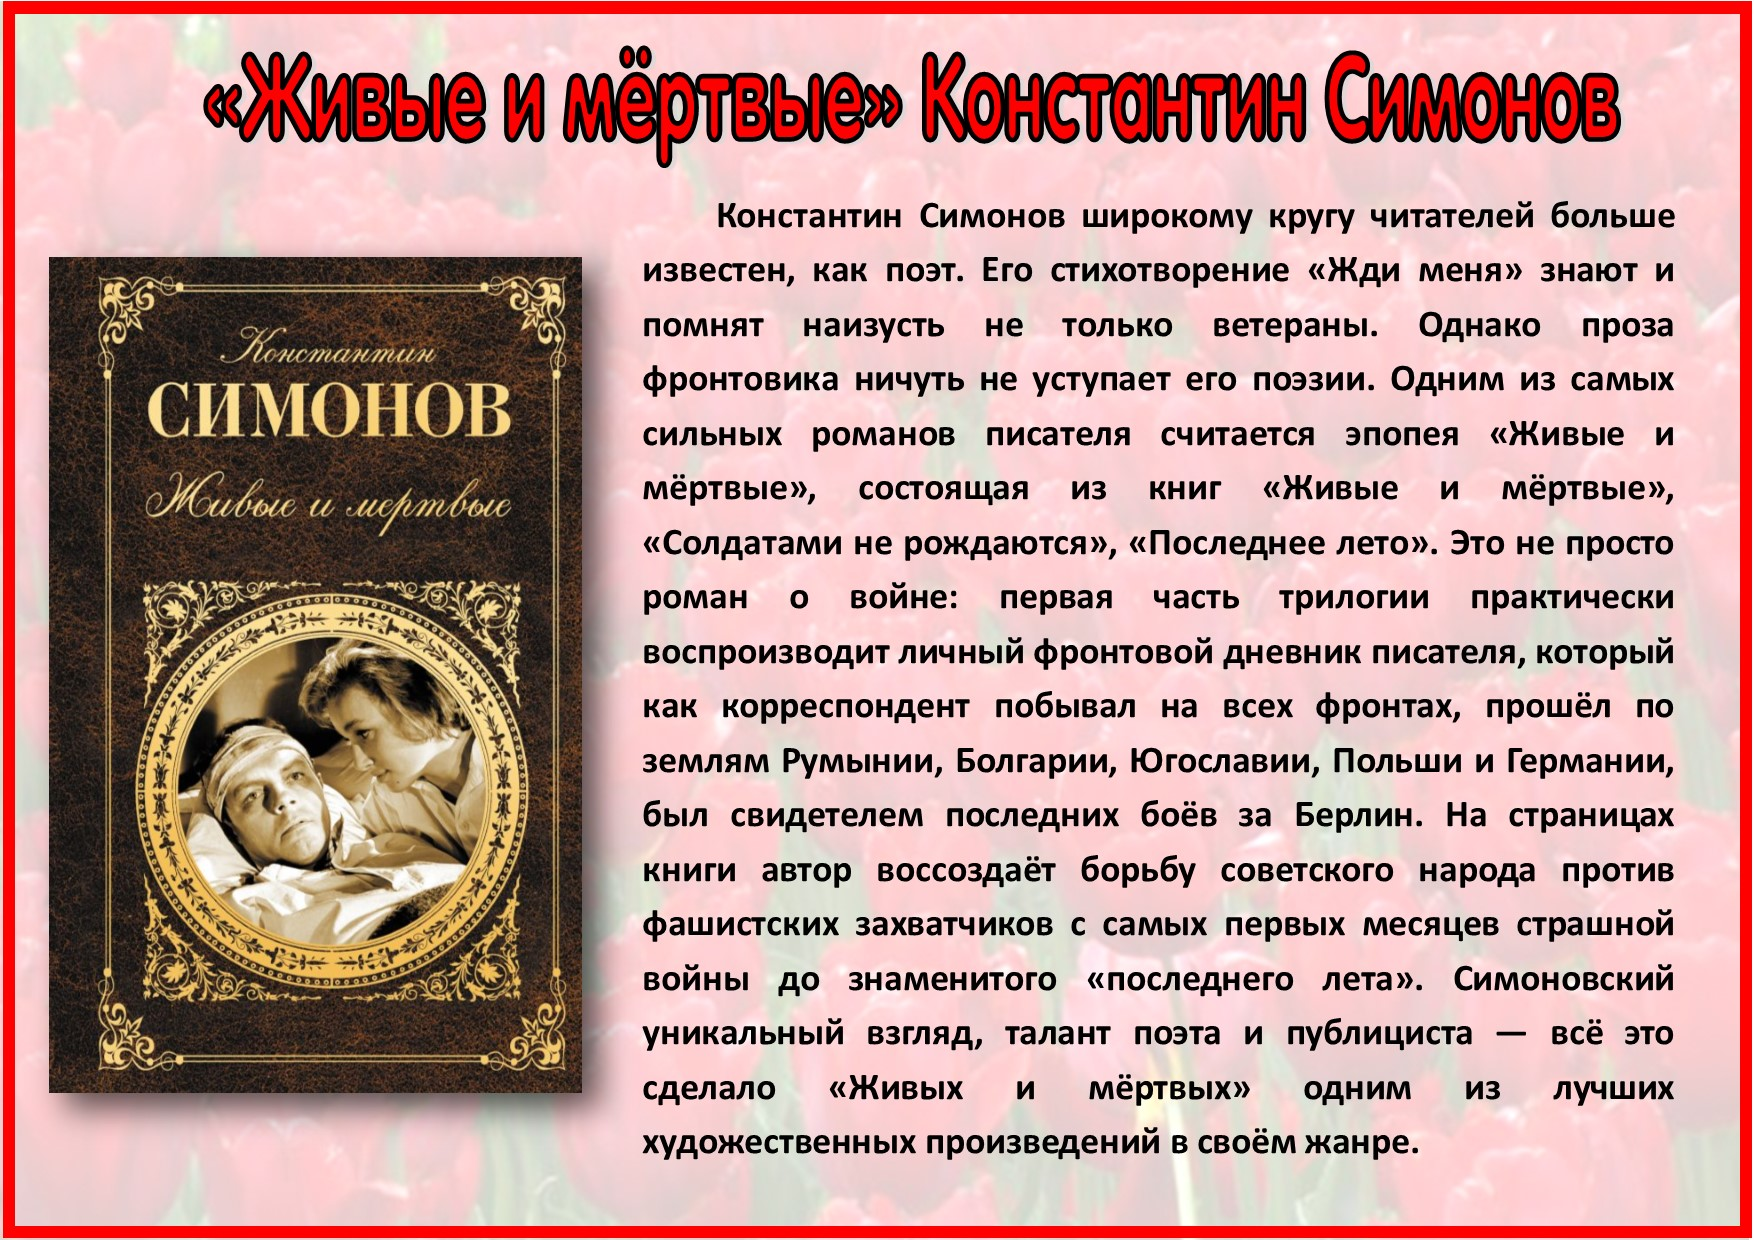 «Живые и мёртвые» Константин Симонов
Константин
СИМОНОВ
Живые и мертвые
Константин Симонов широкому кругу читателей больше
известен, как поэт. Его стихотворение «Жди меня» знают и
помнят наизусть не только ветераны. Однако проза
фронтовика ничуть не уступает его поэзии. Одним из самых
сильных романов писателя считается эпопея «Живые и
мёртвые», состоящая из книг «Живые и мёртвые»,
«Солдатами не рождаются», «Последнее лето». Это не просто
роман о войне: первая часть трилогии практически
воспроизводит личный фронтовой дневник писателя, который
как корреспондент побывал на всех фронтах, прошёл по
землям Румынии, Болгарии, Югославии, Польши и Германии,
был свидетелем последних боёв за Берлин. На страницах
книги автор воссоздаёт борьбу советского народа против
фашистских захватчиков с самых первых месяцев страшной
войны до знаменитого «последнего лета». Симоновский
уникальный взгляд, талант поэта и публициста — всё это
сделало «Живых и мёртвых» одним из лучших
художественных произведений в своём жанре.